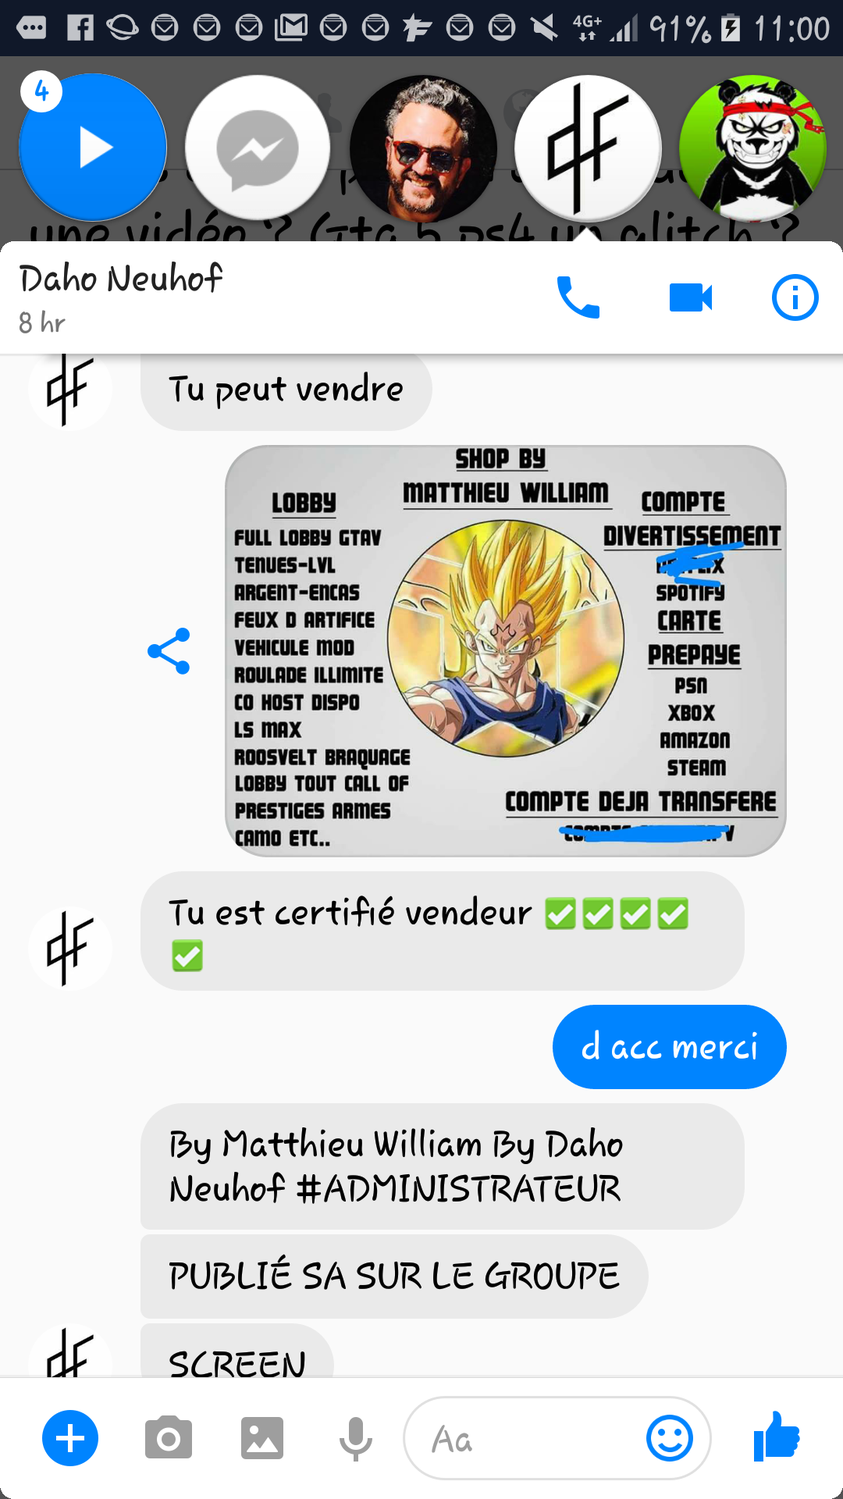 4G+ 91% 11:00
4
une vidéo ? Gta 5 ps4 un glitch ?
Daho Neuhof
8 hr
Tu peut vendre
SHOP BY
MATTHIEU WILLIAM
LOBBY
FULL LOBBY GTAV
TENUES-LVL
ARGENT-ENCAS
FEUX D ARTIFICE
VEHICULE MOD
ROULADE ILLIMITE
CO HOST DISPO
LS MAX
ROOSVELT BRAQUAGE
LOBBY TOUT CALL OF
PRESTIGES ARMES
CAMO ETC..
COMPTE
DIVERTISSEMENT
SPOTIFY
CARTE
PREPAYE
PSN
XBOX
AMAZON
STEAM
COMPTE DEJA TRANSFERE
Tu est certifié vendeur ✅✅✅✅
✅
d acc merci
By Matthieu William By Daho
Neuhof #ADMINISTRATEUR
PUBLIÉ SA SUR LE GROUPE
SCREEN
Aa